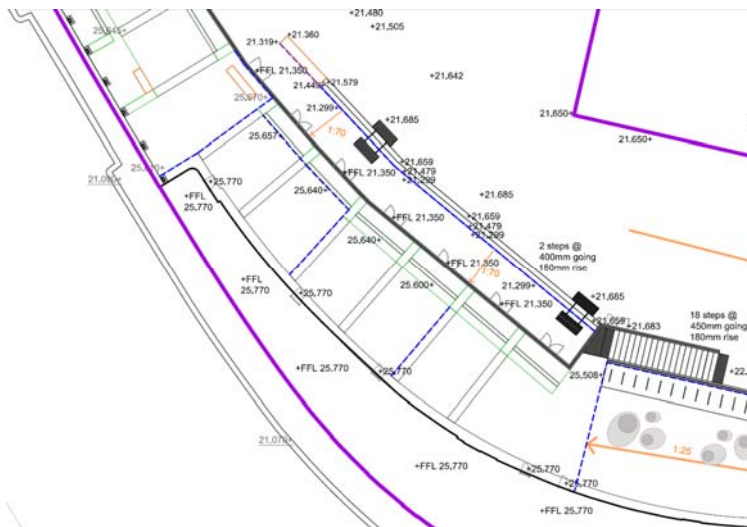 +21,480
+21,505
+21,360
21.319+
25,645+
+FFL 21,350
+21,579
21.449+
+21,642
21.299+
+21,685
21,650+
21,650+
25,657+
1:70
+21,659
+21,479
+21,299
+FFL 21,350
21,080+
+25,770
+FFL
25,770
25,640+
+21,685
+FFL 21,350
+21,659
+21,479
+21,299
25,640+
2 steps @
400mm going
180mm rise
+FFL 21,350
1:70
+FFL
25,770
25,600+
21,299+
+21,685
+25,770
+FFL 21,350
+21,683
18 steps @
450mm going
180mm rise
+FFL 25,770
+25,770
25,508+
21,070+
1:25
+FFL 25,770
+25,770
+25,770
+FFL 25,770